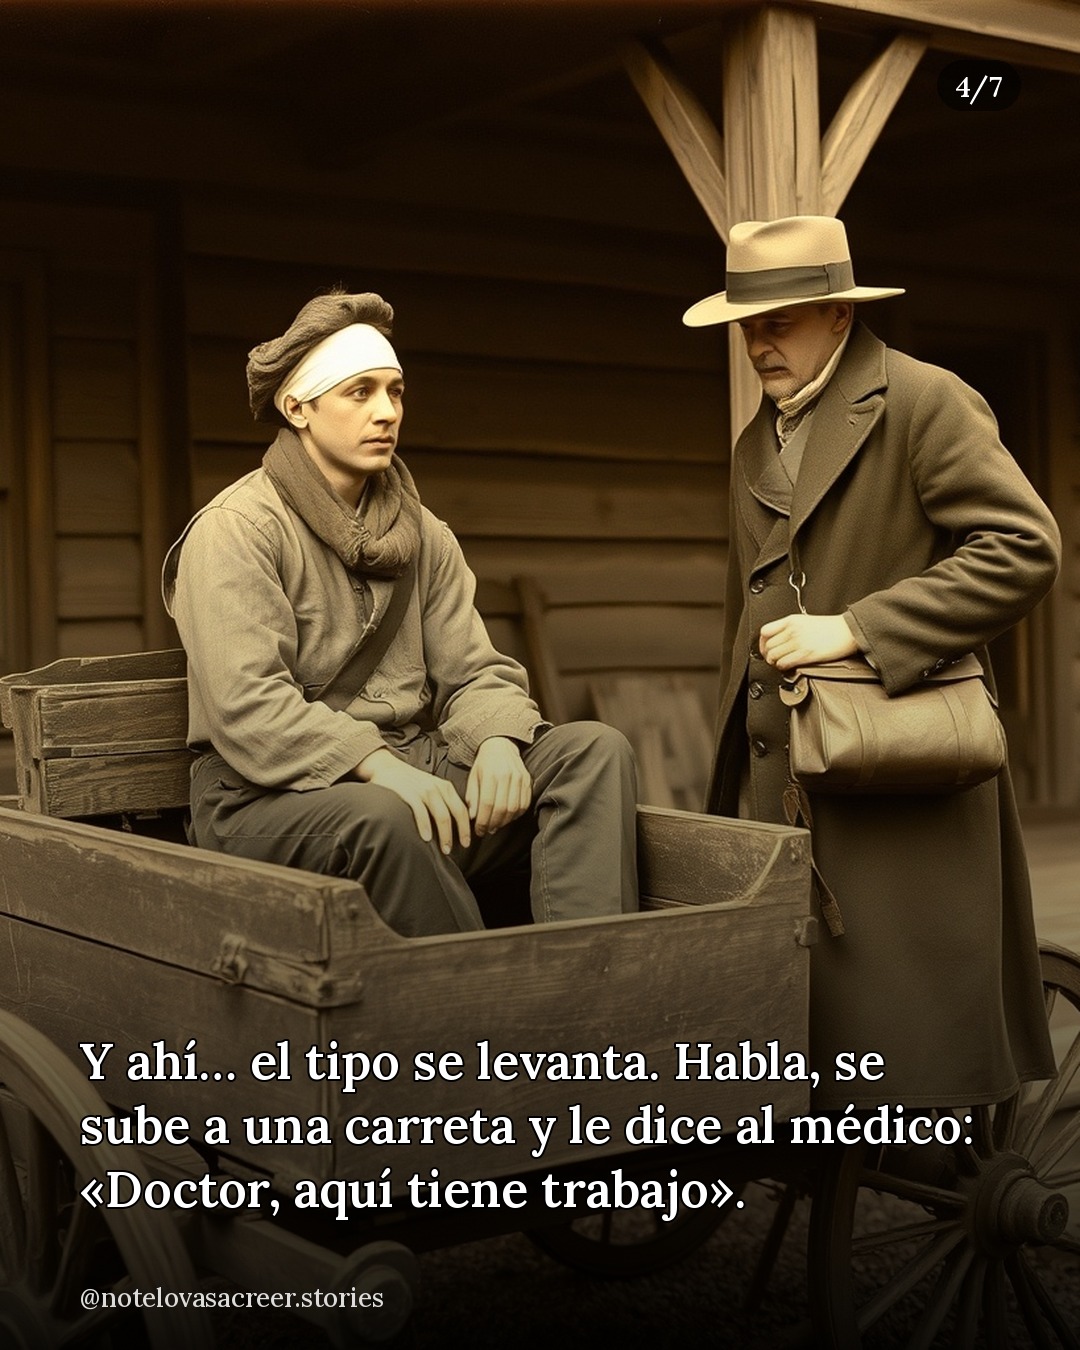 4/7
Y ahí... el tipo se levanta. Habla, se
sube a una carreta y le dice al médico:
«Doctor, aquí tiene trabajo».
@notelovasacreer.stories